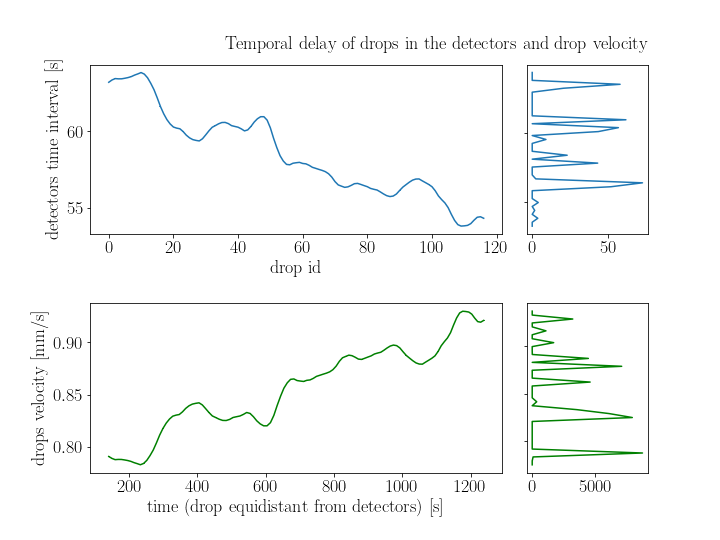 Temporal delay of drops in the detectors and drop velocity
detectors time interval [s]
60
55
0 20 40 60 80 100 120
drop id
0 50
drops velocity [mm/s]
0.90
0.85
0.80
200 400 600 800 1000 1200
time (drop equidistant from detectors) [s]
0 5000